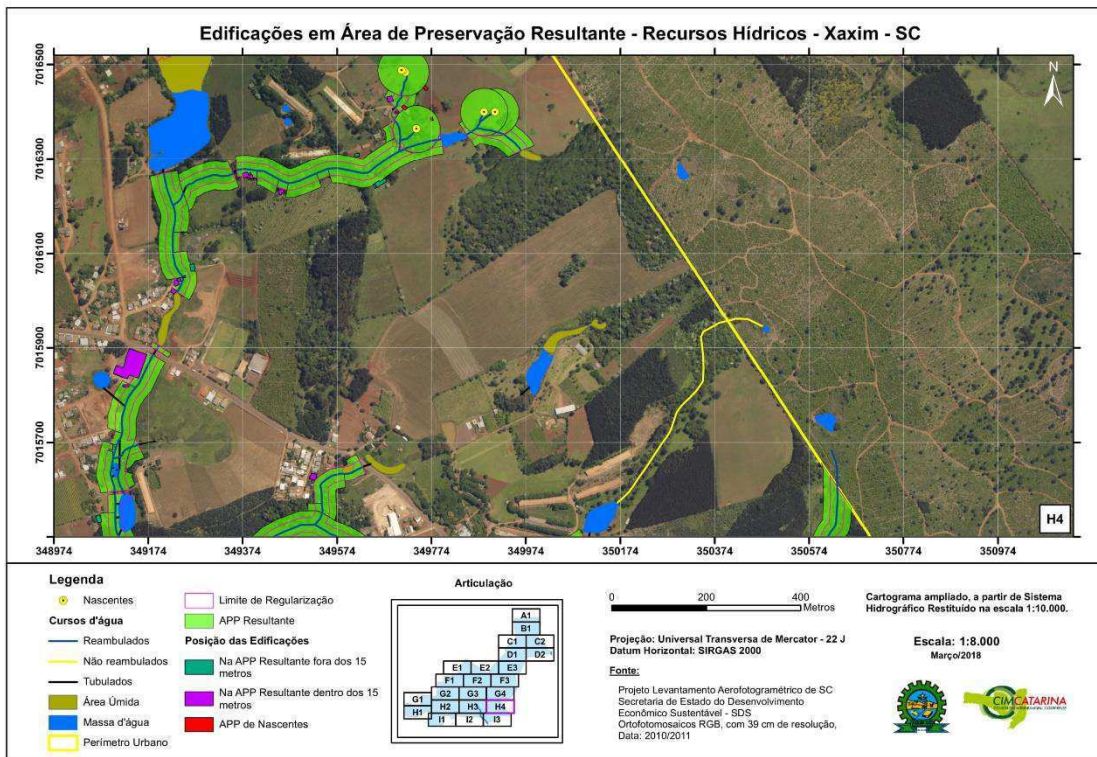 Edificações em Área de Preservação Resultante - Recursos Hídricos - Xaxim - SC
7016500
7016300
7016100
7015900
7015700
N
H4
348974
349174
349374
349574
349774
349974
350174
350374
350574
350774
350974
Legenda
Nascentes
Cursos d'água
Reambulados
Não reambulados
Tubulados
Área Úmida
Massa d'água
Perímetro Urbano
Limite de Regularização
APP Resultante
Posição das Edificações
Na APP Resultante fora dos 15
metros
Na APP Resultante dentro dos 15
metros
APP de Nascentes
Articulação
A1
B1
C1 C2
D1 D2
E1 E2 E3
F1 F2 F3
G1 G2 G3 G4
H1 H2 H3 H4
I1 I2 I3
0 200 400
Metros
Projeção: Universal Transversa de Mercator - 22 J
Datum Horizontal: SIRGAS 2000
Fonte:
Projeto Levantamento Aerofotogramétrico de SC
Secretaria de Estado do Desenvolvimento
Econômico Sustentável - SDS
Ortofotomosaicos RGB, com 39 cm de resolução,
Data: 2010/2011
Cartograma ampliado, a partir de Sistema
Hidrográfico Restituído na escala 1:10.000.
Escala: 1:8.000
Março/2018
CIMCATARINA